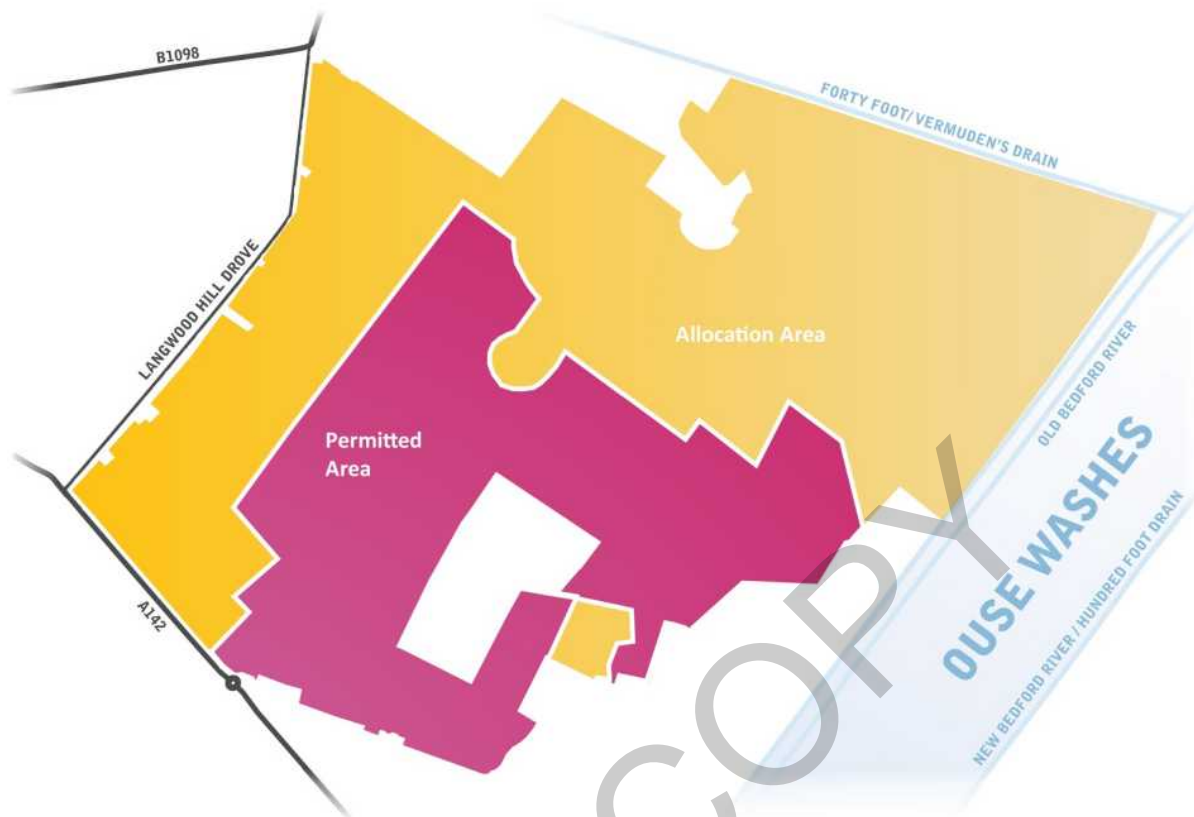 B1098
FORTY FOOT/ VERMUDEN'S DRAIN
LANGWOOD HILL DROVE
Allocation Area
OLD BEDFORD RIVER
Permitted
Area
OUSE WASHES
NEW BEDFORD RIVER / HUNDRED FOOT DRAIN
A142
COPY